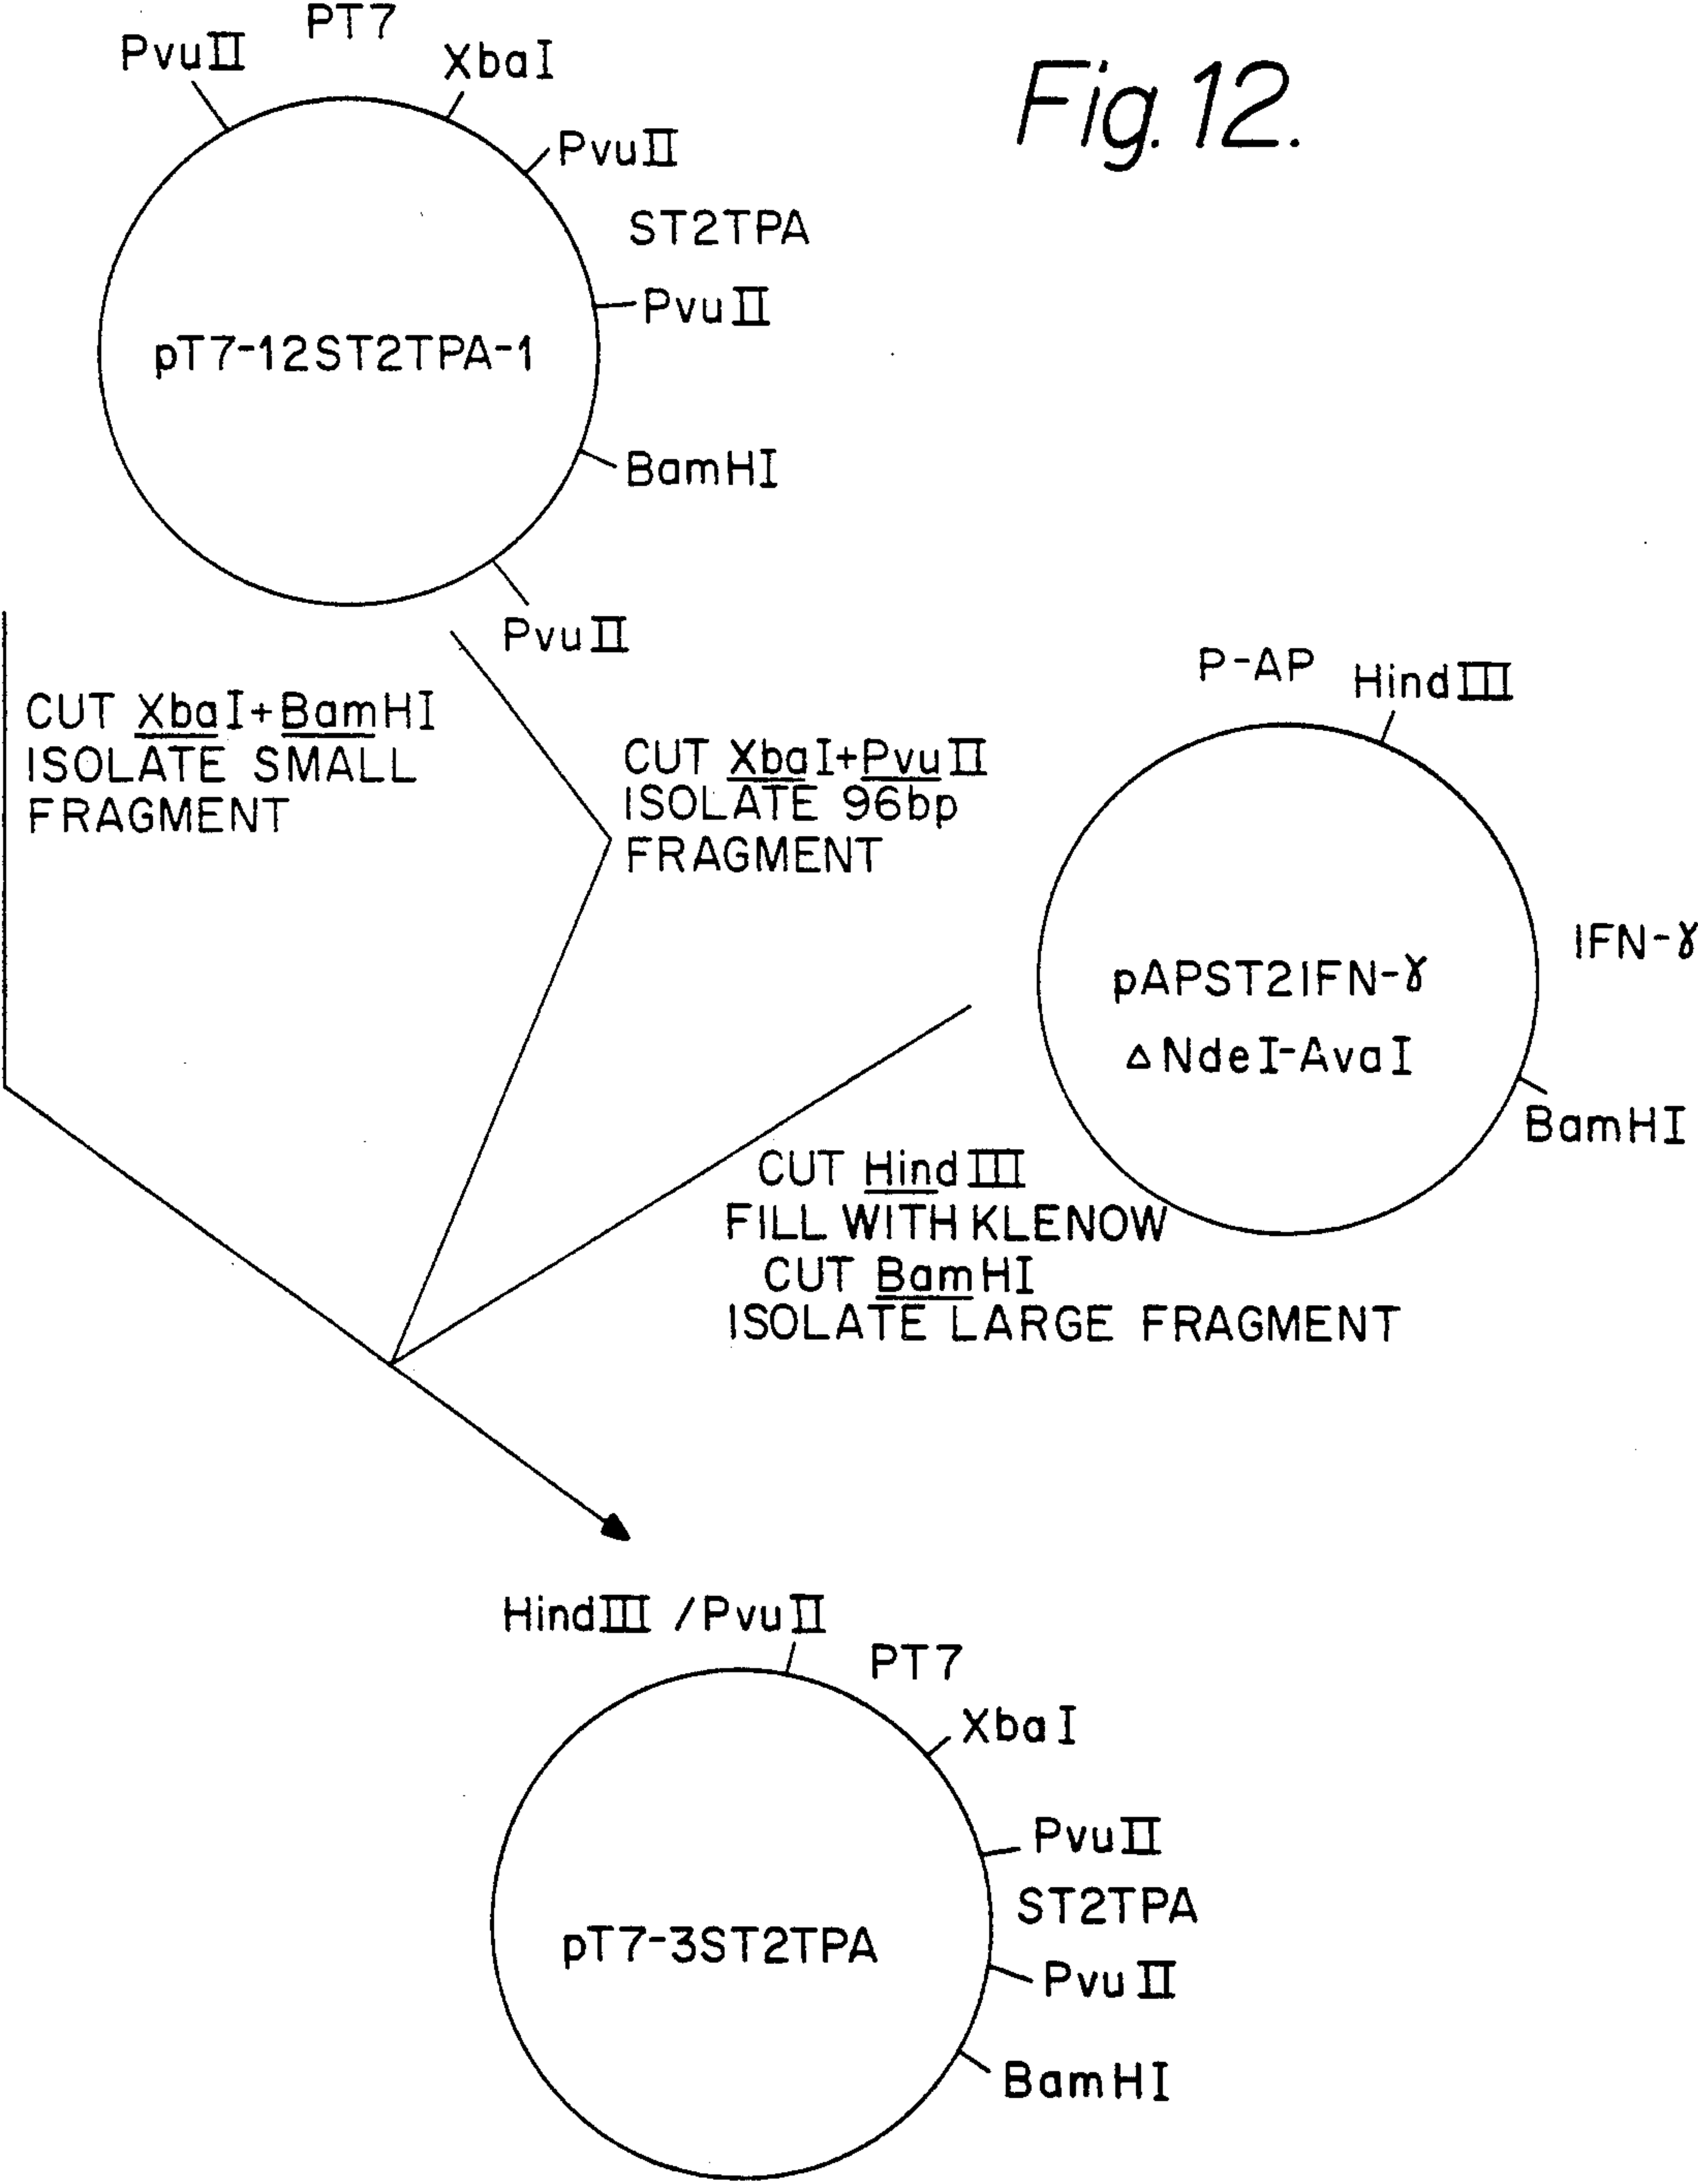 Fig. 12.
PT7
PvuII
XbaI
PvuII
ST2TPA
PvuII
pT7-12ST2TPA-1
BamHI
PvuII
CUT XbaI+BamHI
ISOLATE SMALL
FRAGMENT
CUT XbaI+PvuII
ISOLATE 96bp
FRAGMENT
P-AP
HindIII
IFN-γ
pAPST2IFN-γ
ΔNdeI-AvaI
BamHI
CUT HindIII
FILL WITH KLENOW
CUT BamHI
ISOLATE LARGE FRAGMENT
HindIII /PvuII
PT7
XbaI
PvuII
ST2TPA
pT7-3ST2TPA
PvuII
BamHI